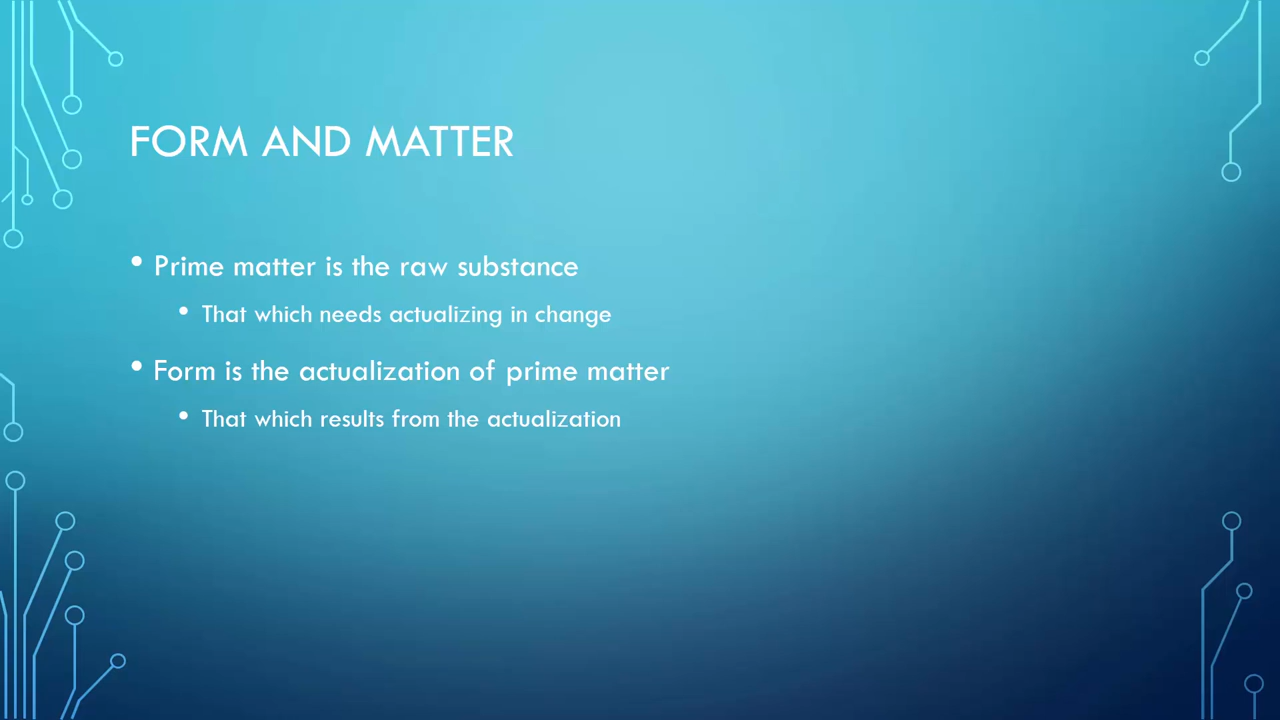 FORM AND MATTER
• Prime matter is the raw substance
• That which needs actualizing in change
• Form is the actualization of prime matter
• That which results from the actualization